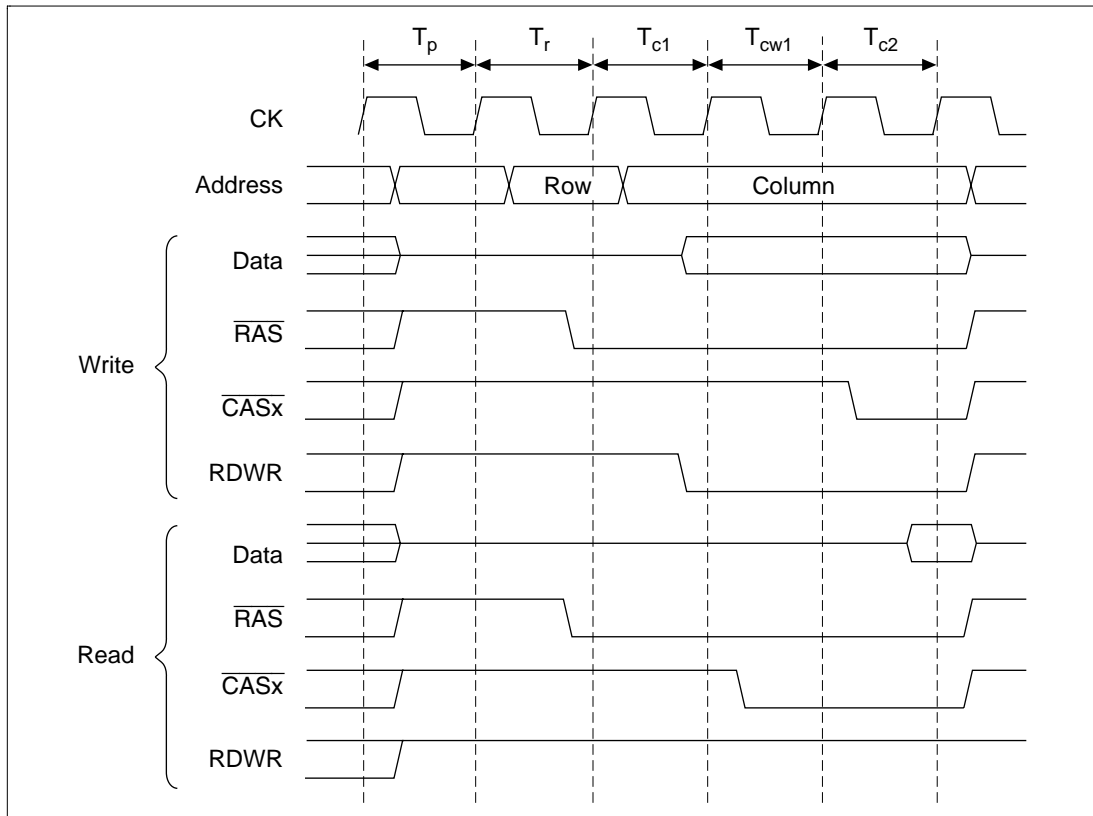 Tp Tr Tc1 Tcw1 Tc2
CK
Address Row Column
Write
Data
RAS
CASx
RDWR
Read
Data
RAS
CASx
RDWR